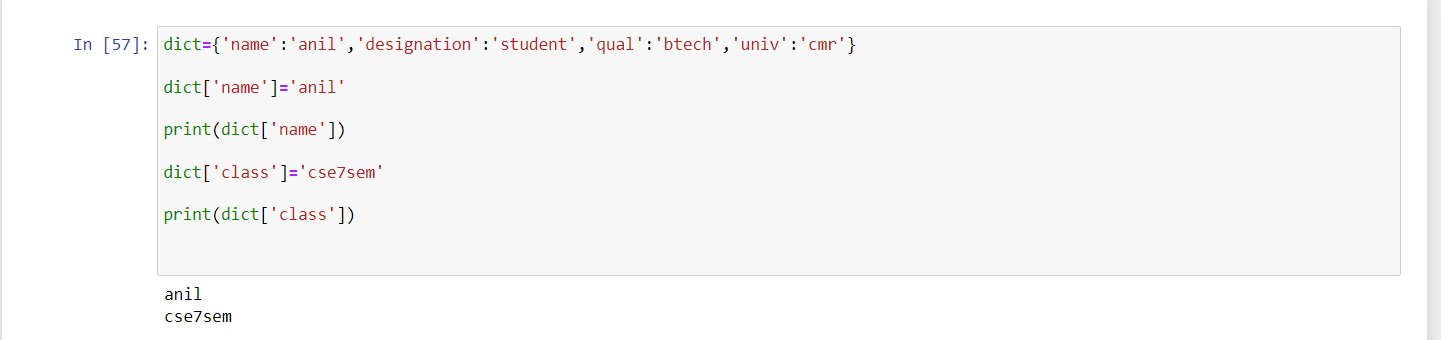 In [57]: dict={'name':'anil','designation':'student','qual':'btech','univ':'cmr'}
dict['name']='anil'
print(dict['name'])
dict['class']='cse7sem'
print(dict['class'])
anil
cse7sem